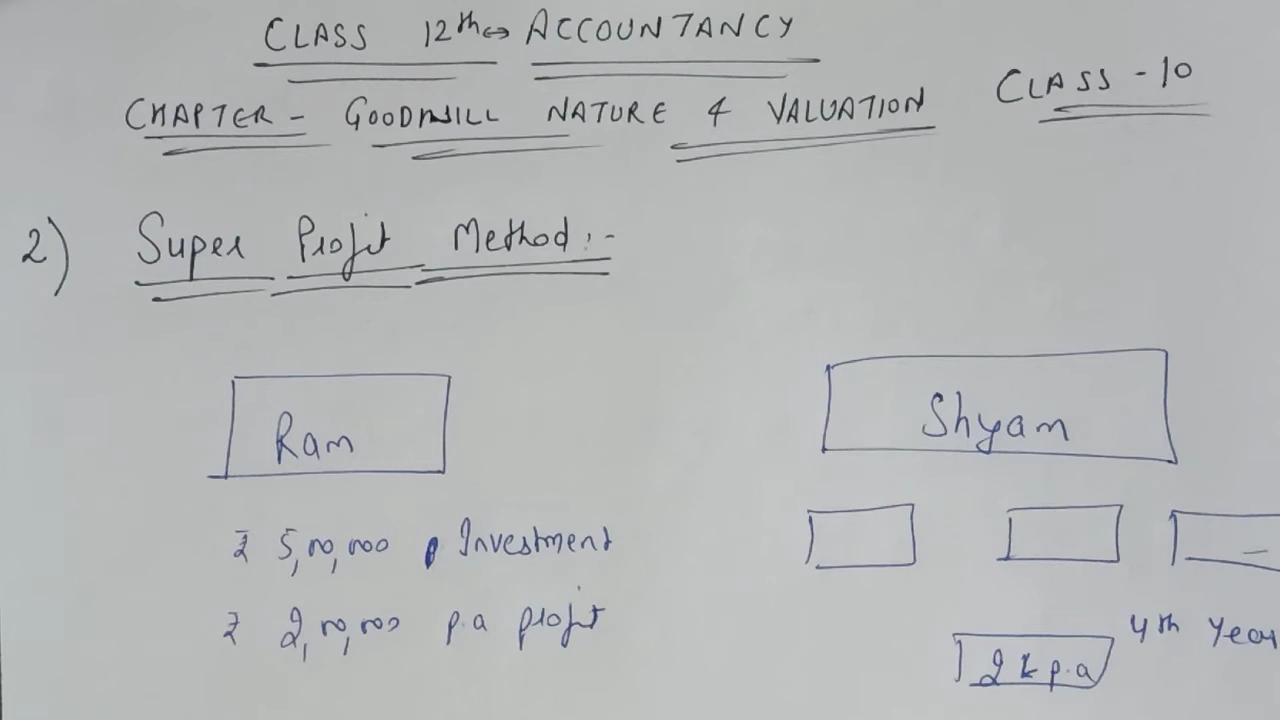 CLASS 12th ↔ ACCOUNTANCY
CHAPTER - GOODWILL NATURE & VALUATION
CLASS - 10
2) Super Profit Method :-
Ram
Shyam
₹ 5,00,000 Investment
₹ 2,00,000 p.a profit
4th Year
2 L p.a